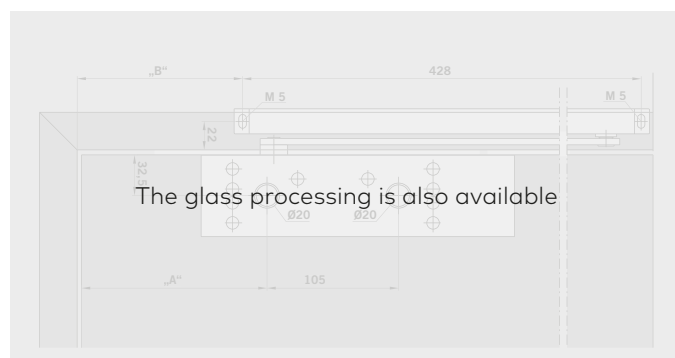 „B“
428
M 5
M 5
22
32,5
The glass processing is also available
Ø20
Ø20
„A“
105